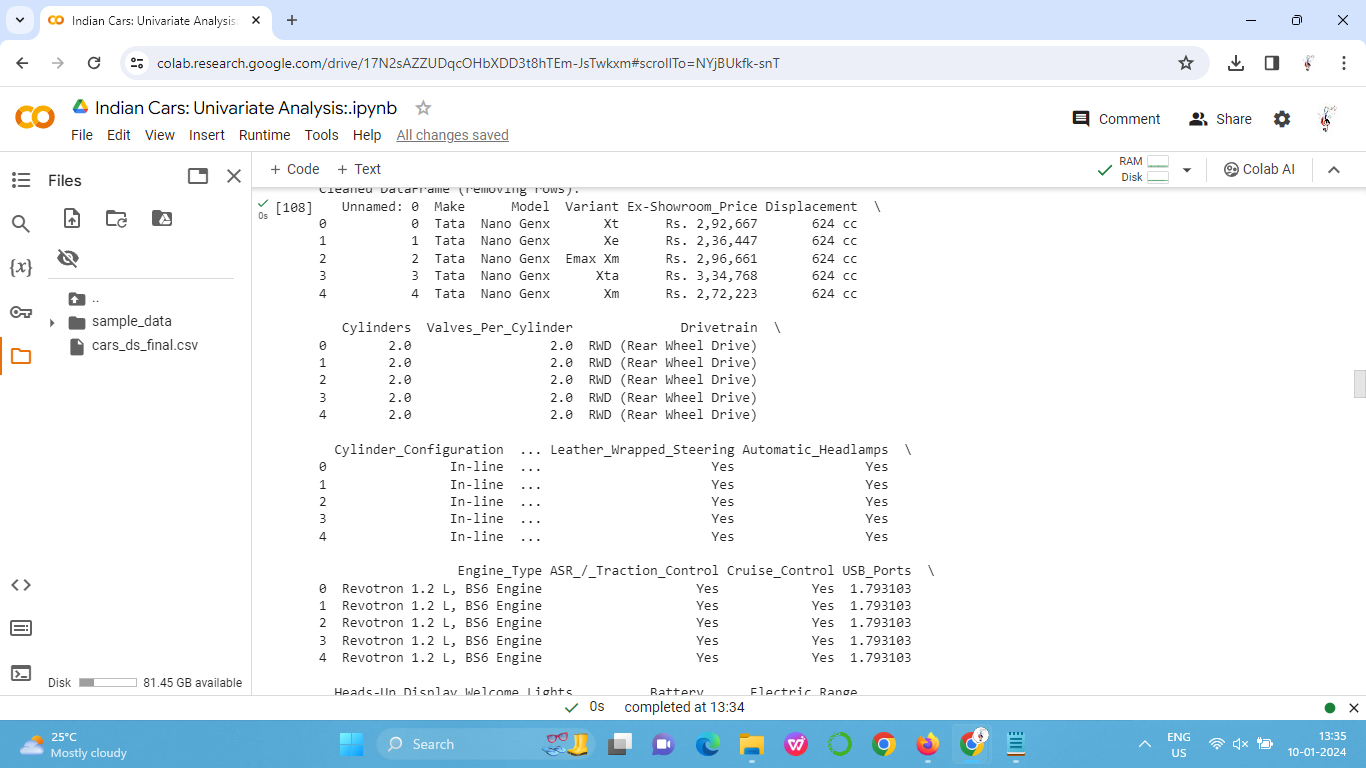 Indian Cars: Univariate Analysis:
colab.research.google.com/drive/17N2sAZZUDqcOHbXDD3t8hTEm-JsTwkxm#scrollTo=NYjBUkfk-snT
Indian Cars: Univariate Analysis:.ipynb
File Edit View Insert Runtime Tools Help All changes saved
Comment Share
Files
+ Code + Text
RAM
Disk
Colab AI
..
sample_data
cars_ds_final.csv
Disk 81.45 GB available
Cleaned DataFrame (removing rows):
0s
[108] Unnamed: 0 Make Model Variant Ex-Showroom_Price Displacement \
0 0 Tata Nano Genx Xt Rs. 2,92,667 624 cc
1 1 Tata Nano Genx Xe Rs. 2,36,447 624 cc
2 2 Tata Nano Genx Emax Xm Rs. 2,96,661 624 cc
3 3 Tata Nano Genx Xta Rs. 3,34,768 624 cc
4 4 Tata Nano Genx Xm Rs. 2,72,223 624 cc
Cylinders Valves_Per_Cylinder Drivetrain \
0 2.0 2.0 RWD (Rear Wheel Drive)
1 2.0 2.0 RWD (Rear Wheel Drive)
2 2.0 2.0 RWD (Rear Wheel Drive)
3 2.0 2.0 RWD (Rear Wheel Drive)
4 2.0 2.0 RWD (Rear Wheel Drive)
Cylinder_Configuration ... Leather_Wrapped_Steering Automatic_Headlamps \
0 In-line ... Yes Yes
1 In-line ... Yes Yes
2 In-line ... Yes Yes
3 In-line ... Yes Yes
4 In-line ... Yes Yes
Engine_Type ASR_/_Traction_Control Cruise_Control USB_Ports \
0 Revotron 1.2 L, BS6 Engine Yes Yes 1.793103
1 Revotron 1.2 L, BS6 Engine Yes Yes 1.793103
2 Revotron 1.2 L, BS6 Engine Yes Yes 1.793103
3 Revotron 1.2 L, BS6 Engine Yes Yes 1.793103
4 Revotron 1.2 L, BS6 Engine Yes Yes 1.793103
Heads-Up_Display Welcome_Lights Battery Electric_Range
0s completed at 13:34
25°C
Mostly cloudy
Search
ENG
US
13:35
10-01-2024